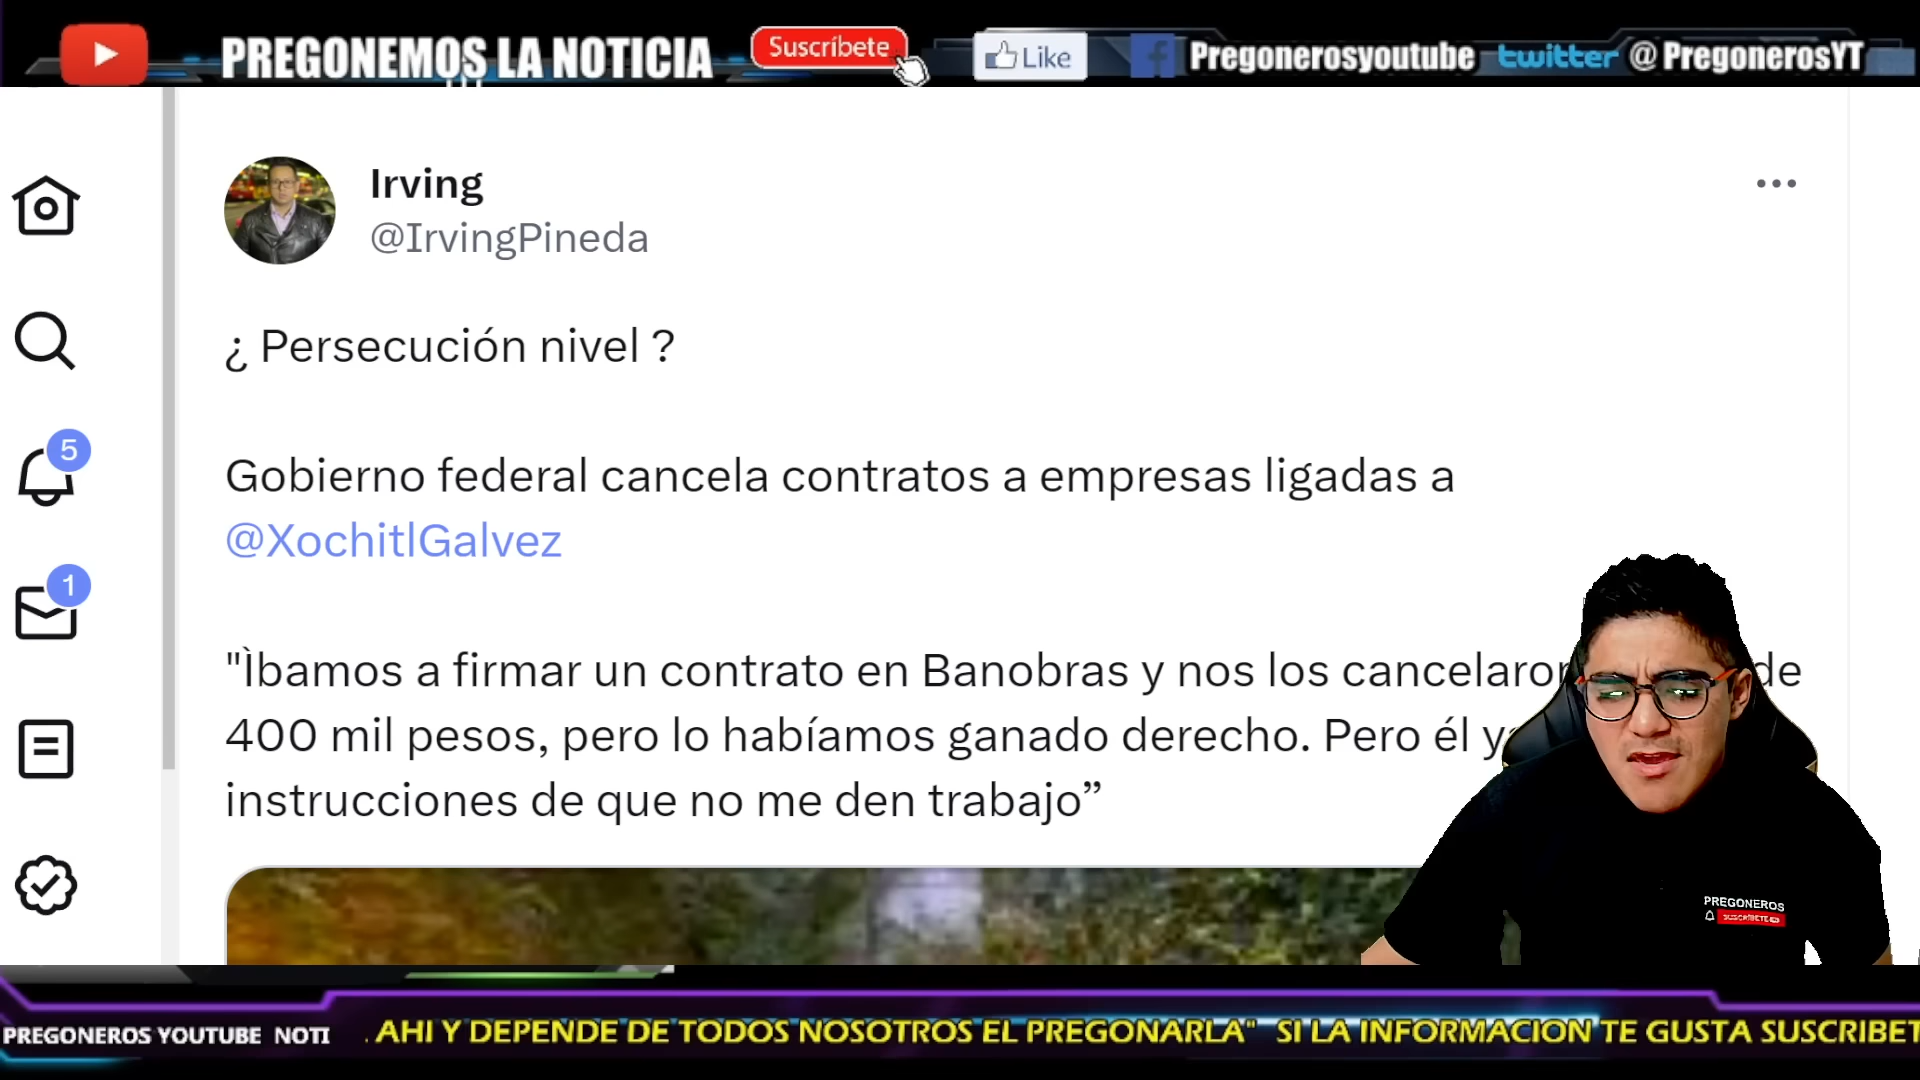 PREGONEMOS LA NOTICIA
Suscríbete
Like
Pregonerosyoutube
twitter @PregonerosYT
Irving
@IrvingPineda
¿ Persecución nivel ?
5
Gobierno federal cancela contratos a empresas ligadas a
@XochitlGalvez
1
"Ìbamos a firmar un contrato en Banobras y nos los cancelaron de
400 mil pesos, pero lo habíamos ganado derecho. Pero él
instrucciones de que no me den trabajo”
PREGONEROS
SUSCRÍBETE
PREGONEROS YOUTUBE NOTI
. AHI Y DEPENDE DE TODOS NOSOTROS EL PREGONARLA" SI LA INFORMACION TE GUSTA SUSCRIBET